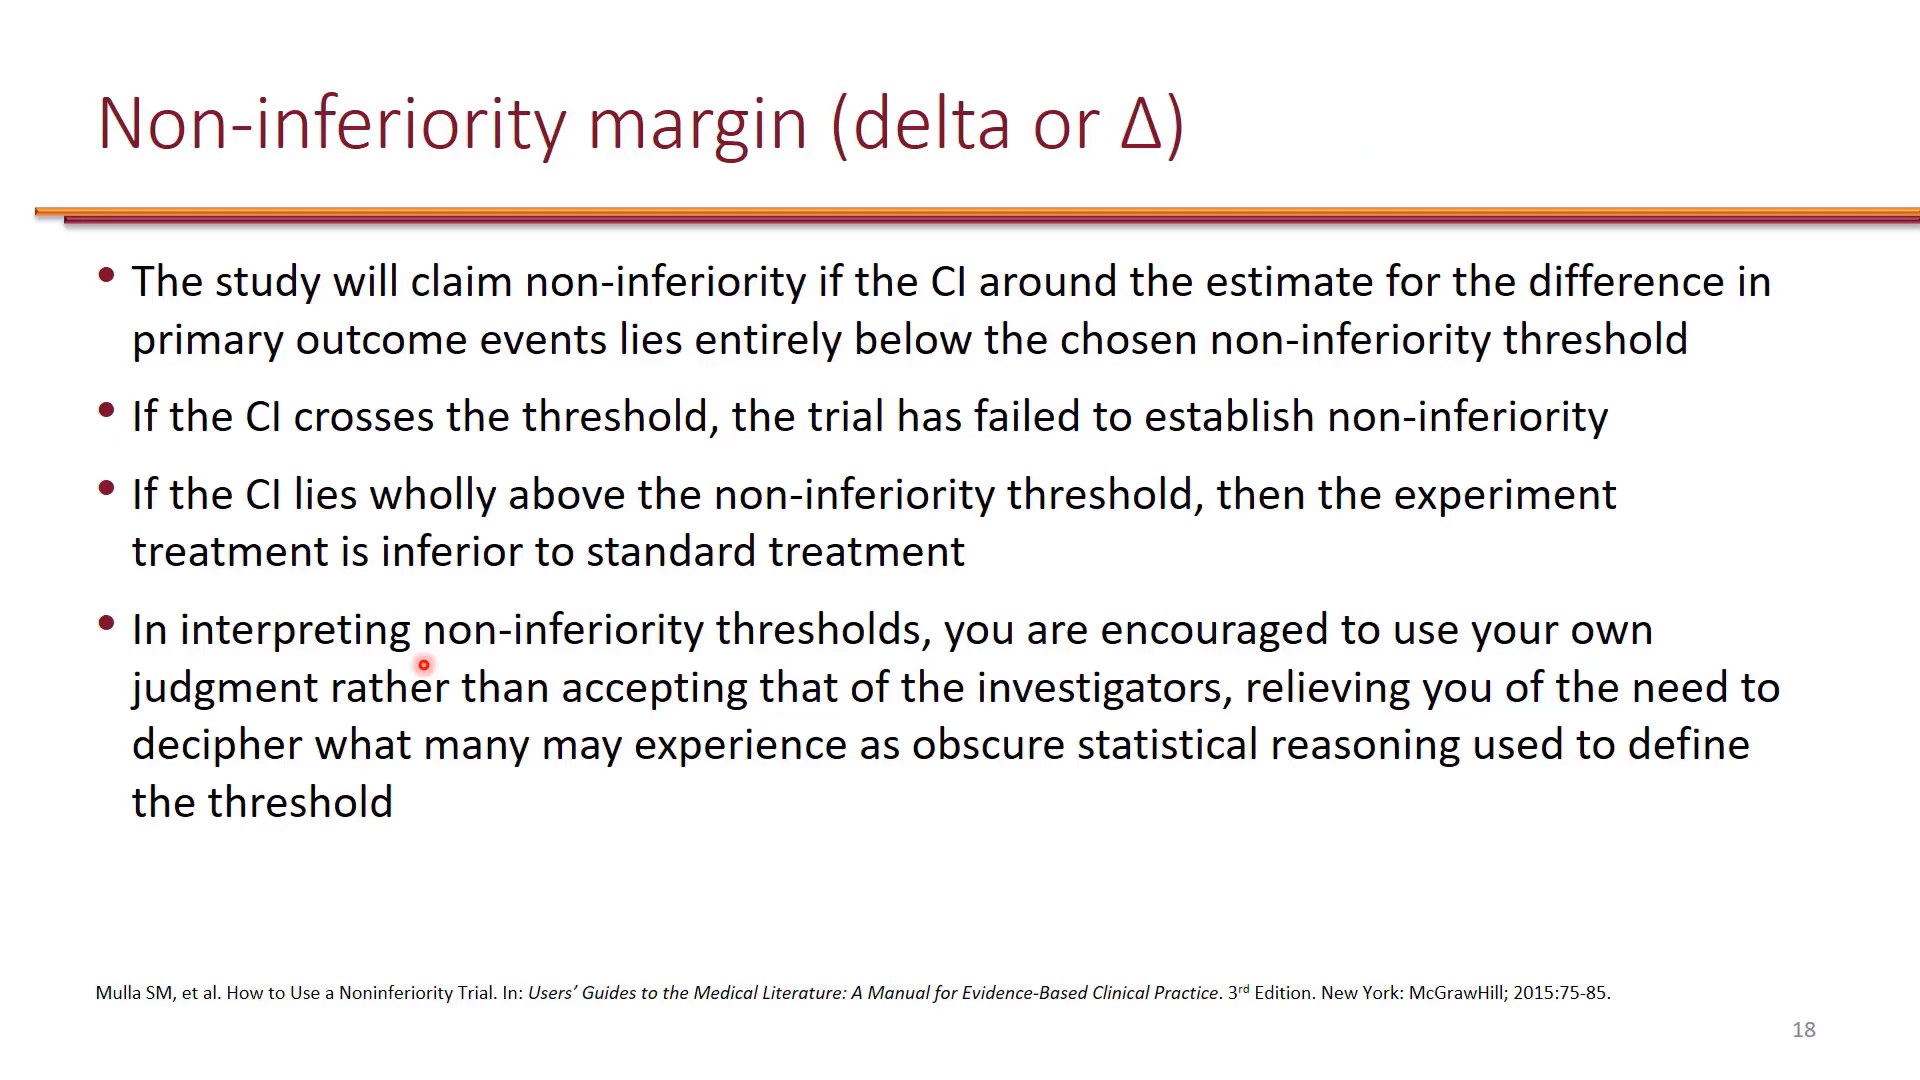 Non-inferiority margin (delta or Δ)
• The study will claim non-inferiority if the CI around the estimate for the difference in
primary outcome events lies entirely below the chosen non-inferiority threshold
• If the CI crosses the threshold, the trial has failed to establish non-inferiority
• If the CI lies wholly above the non-inferiority threshold, then the experiment
treatment is inferior to standard treatment
• In interpreting non-inferiority thresholds, you are encouraged to use your own
judgment rather than accepting that of the investigators, relieving you of the need to
decipher what many may experience as obscure statistical reasoning used to define
the threshold
Mulla SM, et al. How to Use a Noninferiority Trial. In: Users’ Guides to the Medical Literature: A Manual for Evidence-Based Clinical Practice. 3rd Edition. New York: McGrawHill; 2015:75-85.
18